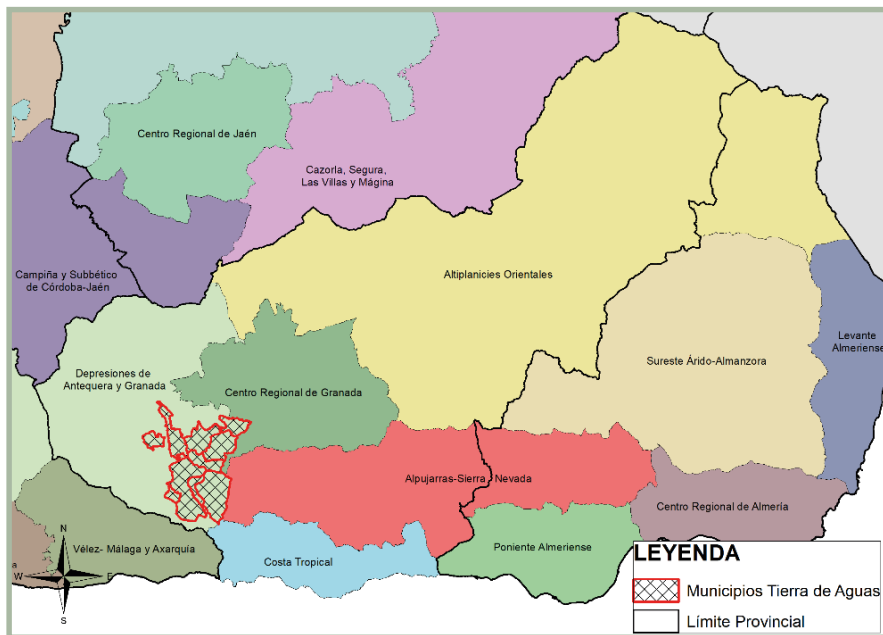 Centro Regional de Jaén
Cazorla, Segura,
Las Villas y Mágina
Campiña y Subbético
de Córdoba-Jaén
Altiplanicies Orientales
Levante
Almeriense
Sureste Árido-Almanzora
Depresiones de
Antequera y Granada
Centro Regional de Granada
Alpujarras-Sierra Nevada
Centro Regional de Almería
Vélez- Málaga y Axarquía
Costa Tropical
Poniente Almeriense
a
N
W
E
S
LEYENDA
Municipios Tierra de Aguas
Límite Provincial